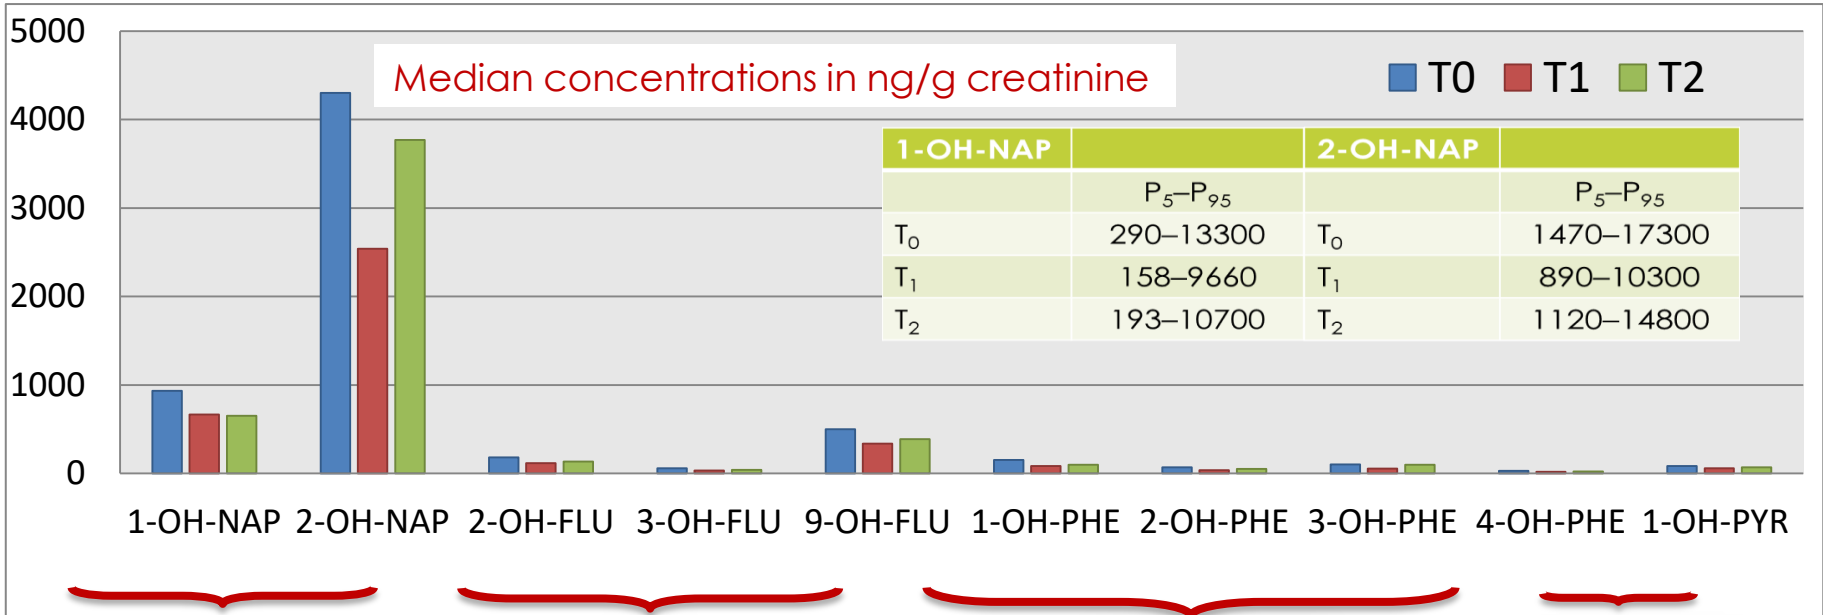 5000
Median concentrations in ng/g creatinine
T0 T1 T2
4000
3000
2000
1000
0
1-OH-NAP 2-OH-NAP
P₅–P₉₅ P₅–P₉₅
T₀ 290–13300 T₀ 1470–17300
T₁ 158–9660 T₁ 890–10300
T₂ 193–10700 T₂ 1120–14800
1-OH-NAP 2-OH-NAP 2-OH-FLU 3-OH-FLU 9-OH-FLU 1-OH-PHE 2-OH-PHE 3-OH-PHE 4-OH-PHE 1-OH-PYR